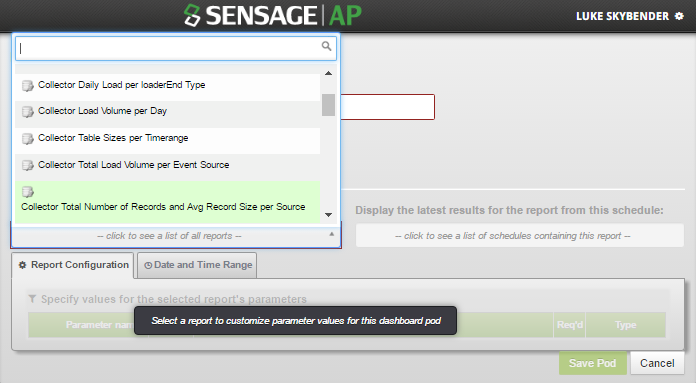 SENSAGE AP
LUKE SKYBENDER
Collector Daily Load per loaderEnd Type
Collector Load Volume per Day
Collector Table Sizes per Timerange
Collector Total Load Volume per Event Source
Collector Total Number of Records and Avg Record Size per Source
Display the latest results for the report from this schedule:
-- click to see a list of all reports --
-- click to see a list of schedules containing this report --
Report Configuration
Date and Time Range
Specify values for the selected report's parameters
Parameter nam
Req'd
Type
Select a report to customize parameter values for this dashboard pod
Save Pod
Cancel